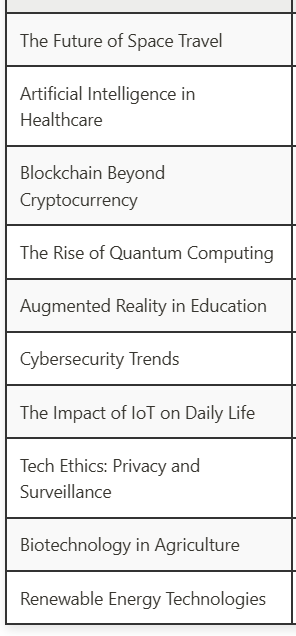 The Future of Space Travel
Artificial Intelligence in
Healthcare
Blockchain Beyond
Cryptocurrency
The Rise of Quantum Computing
Augmented Reality in Education
Cybersecurity Trends
The Impact of IoT on Daily Life
Tech Ethics: Privacy and
Surveillance
Biotechnology in Agriculture
Renewable Energy Technologies